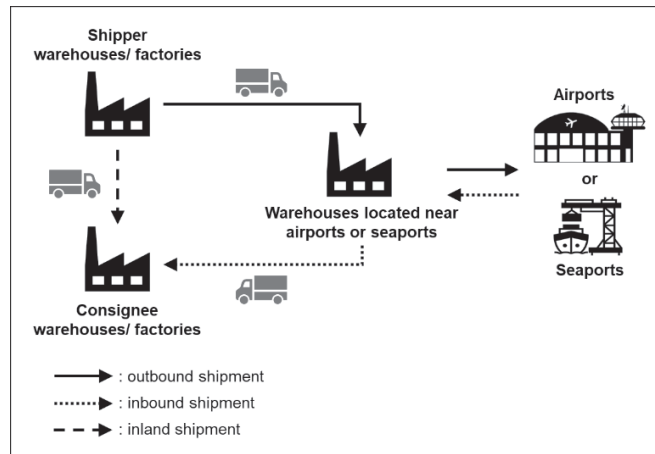 Shipper
warehouses/ factories
Airports
or
Warehouses located near
airports or seaports
Seaports
Consignee
warehouses/ factories
: outbound shipment
: inbound shipment
: inland shipment